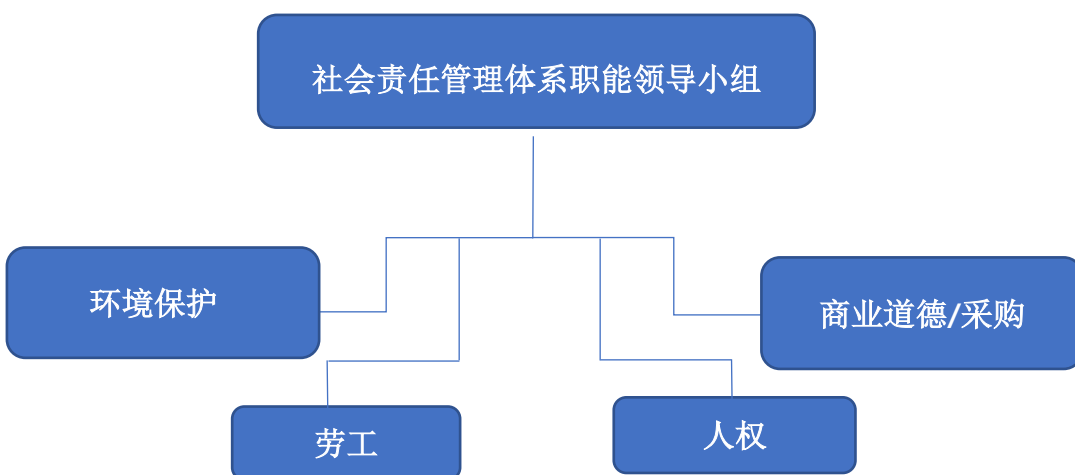 社会责任管理体系职能领导小组
环境保护
商业道德/采购
劳工
人权